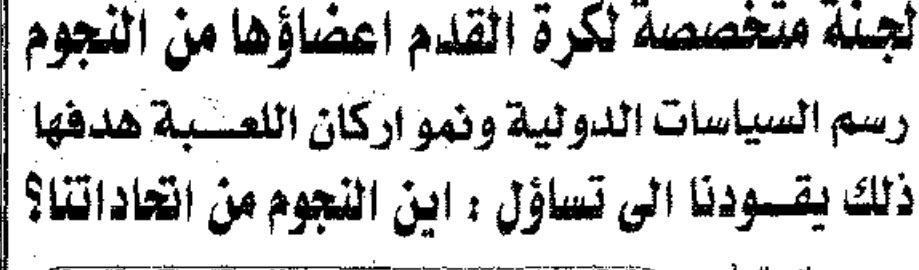 لجنة متخصصة لكرة القدم اعضاؤها من النجوم
رسم السياسات الدولية ونمو اركان اللعبة هدفها
ذلك يقودنا الى تساؤل : اين النجوم من اتحاداتنا؟